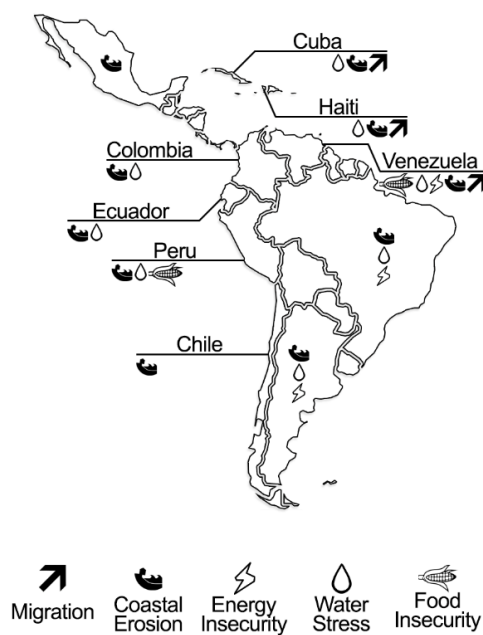 Cuba
Haiti
Colombia
Venezuela
Ecuador
Peru
Chile
Migration
Coastal
Erosion
Energy
Insecurity
Water
Stress
Food
Insecurity